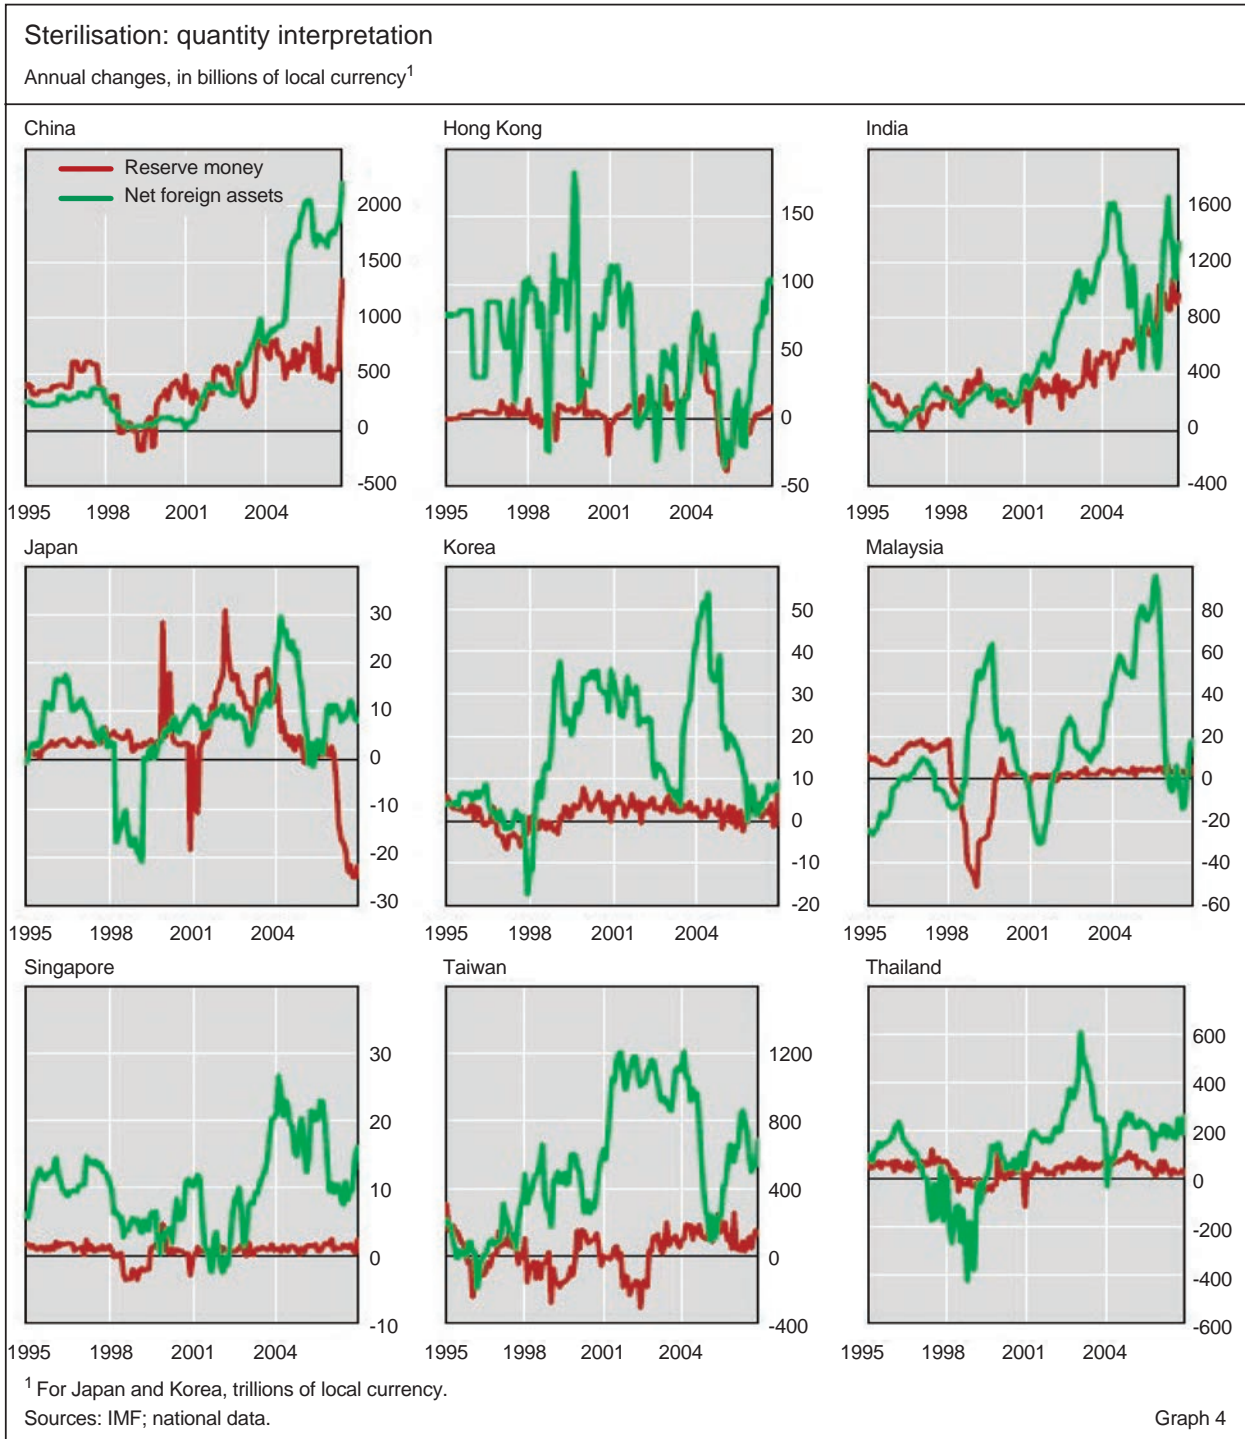 Sterilisation: quantity interpretation
Annual changes, in billions of local currency1
China
Hong Kong
India
Reserve money
Net foreign assets
2000
1500
1000
500
0
-500
150
100
50
0
-50
1600
1200
800
400
0
-400
1995 1998 2001 2004
1995 1998 2001 2004
1995 1998 2001 2004
Japan
Korea
Malaysia
30
20
10
0
-10
-20
-30
50
40
30
20
10
0
-10
-20
80
60
40
20
0
-20
-40
-60
1995 1998 2001 2004
1995 1998 2001 2004
1995 1998 2001 2004
Singapore
Taiwan
Thailand
30
20
10
0
-10
1200
800
400
0
-400
600
400
200
0
-200
-400
-600
1995 1998 2001 2004
1995 1998 2001 2004
1995 1998 2001 2004
1 For Japan and Korea, trillions of local currency.
Sources: IMF; national data.
Graph 4